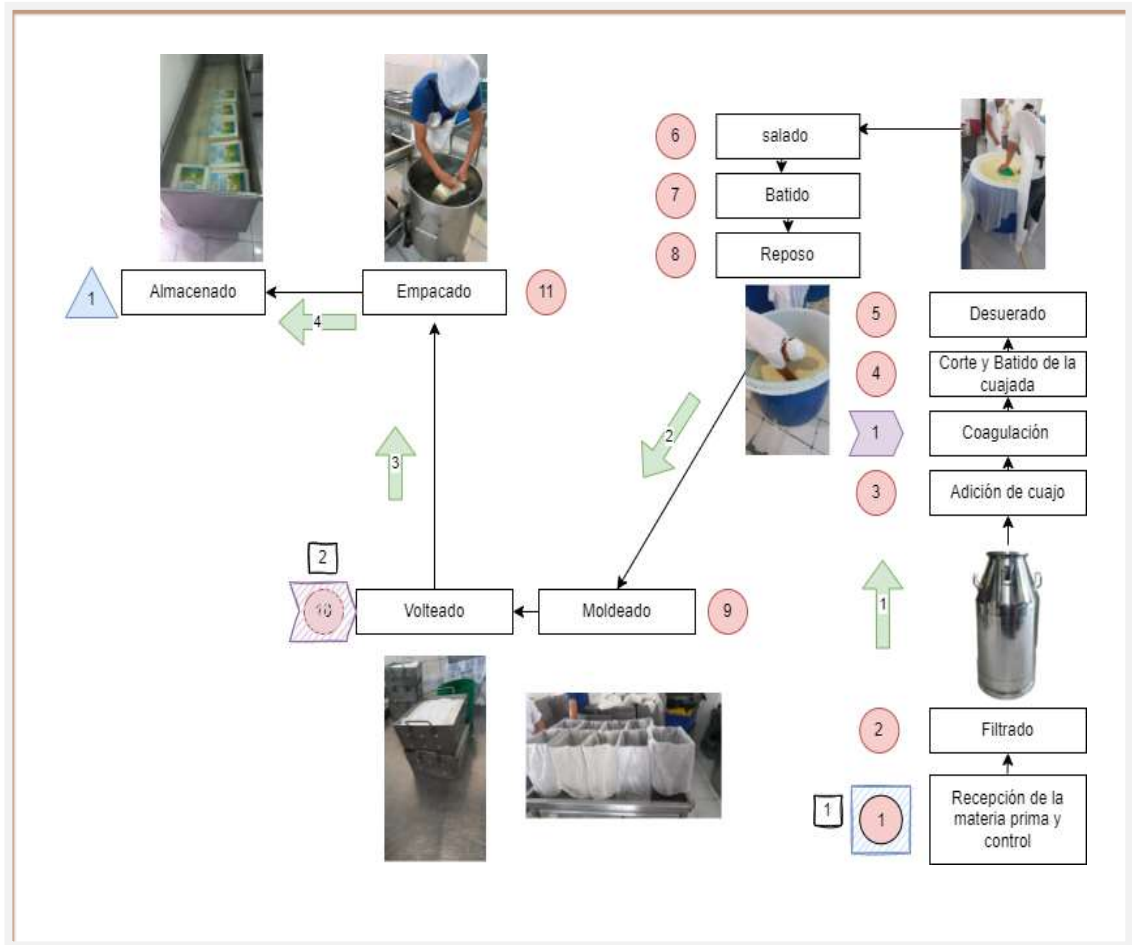 6
salado
7
Batido
8
Reposo
1
Almacenado
Empacado
11
4
5
Desuerado
4
Corte y Batido de la
cuajada
1
Coagulación
3
Adición de cuajo
2
3
1
2
10
Volteado
Moldeado
9
2
Filtrado
1
1
Recepción de la
materia prima y
control